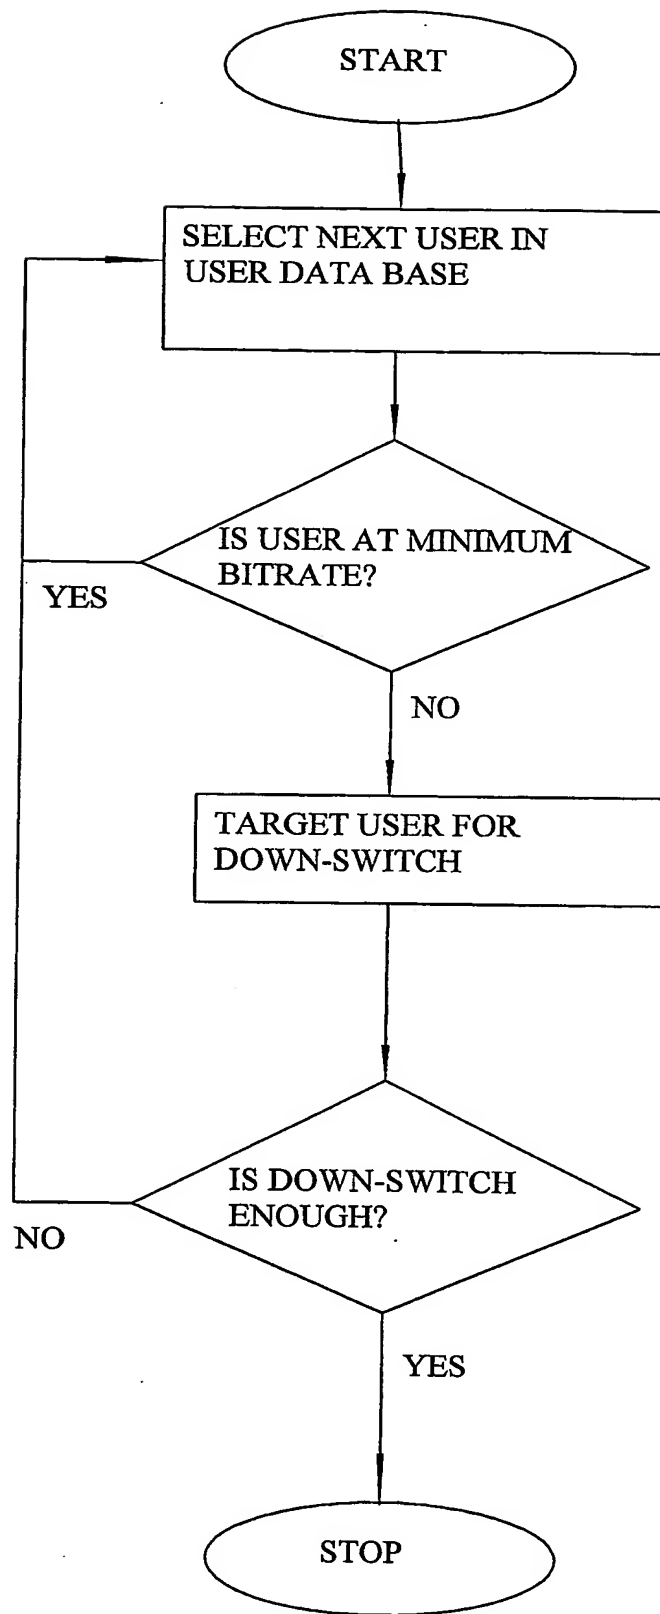 START
SELECT NEXT USER IN
USER DATA BASE
IS USER AT MINIMUM
BITRATE?
YES
NO
TARGET USER FOR
DOWN-SWITCH
IS DOWN-SWITCH
ENOUGH?
NO
YES
STOP